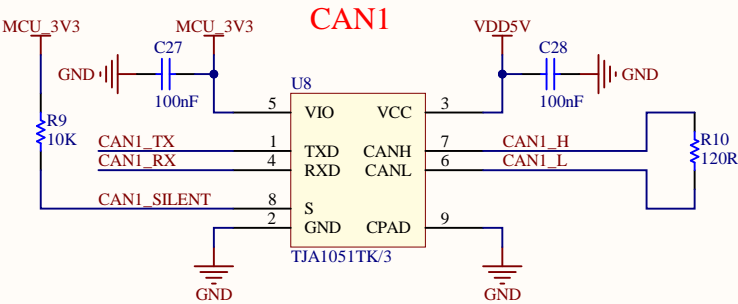 CAN1
MCU_3V3
MCU_3V3
VDD5V
C27
C28
GND
GND
100nF
100nF
U8
5
VIO
VCC
3
R9
10K
CAN1_TX
1
TXD
CANH
7
CAN1_H
R10
120R
CAN1_RX
4
RXD
CANL
6
CAN1_L
CAN1_SILENT
8
S
2
GND
CPAD
9
TJA1051TK/3
GND
GND